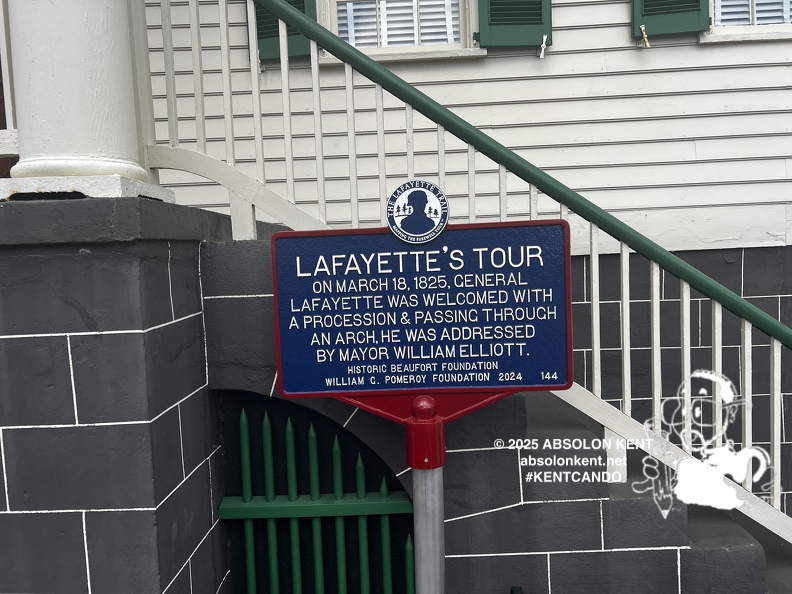 THE LAFAYETTE TRAIL
LAFAYETTE'S TOUR
ON MARCH 18, 1825, GENERAL
LAFAYETTE WAS WELCOMED WITH
A PROCESSION & PASSING THROUGH
AN ARCH, HE WAS ADDRESSED
BY MAYOR WILLIAM ELLIOTT.
HISTORIC BEAUFORT FOUNDATION
WILLIAM G. POMEROY FOUNDATION 2024 144
© 2025 ABSOLON KENT
absolonkent.net
#KENTCANDO